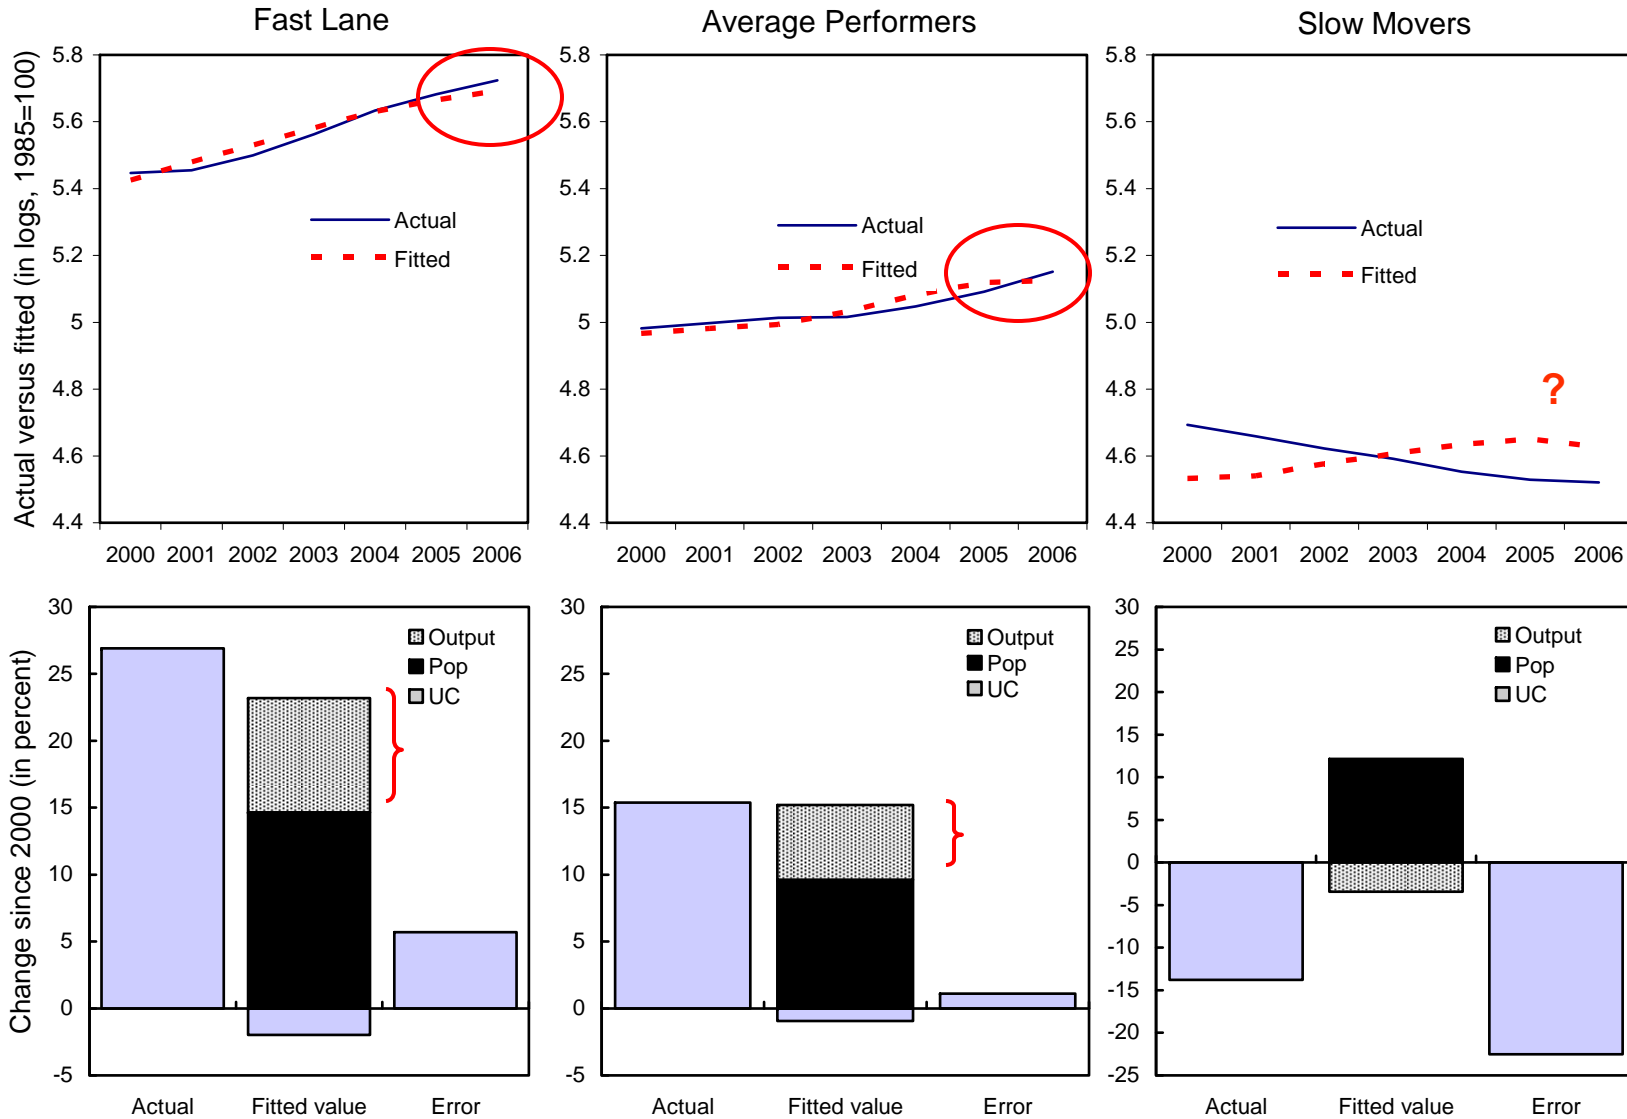 Fast Lane
Average Performers
Slow Movers
Actual versus fitted (in logs, 1985=100)
5.8
5.6
5.4
5.2
5
4.8
4.6
4.4
Actual
Fitted
2000 2001 2002 2003 2004 2005 2006
5.8
5.6
5.4
5.2
5
4.8
4.6
4.4
Actual
Fitted
2000 2001 2002 2003 2004 2005 2006
5.8
5.6
5.4
5.2
5.0
4.8
4.6
4.4
Actual
Fitted
?
2000 2001 2002 2003 2004 2005 2006
Change since 2000 (in percent)
30
25
20
15
10
5
0
-5
Output
Pop
UC
Actual Fitted value Error
30
25
20
15
10
5
0
-5
Output
Pop
UC
Actual Fitted value Error
30
25
20
15
10
5
0
-5
-10
-15
-20
-25
Output
Pop
UC
Actual Fitted value Error